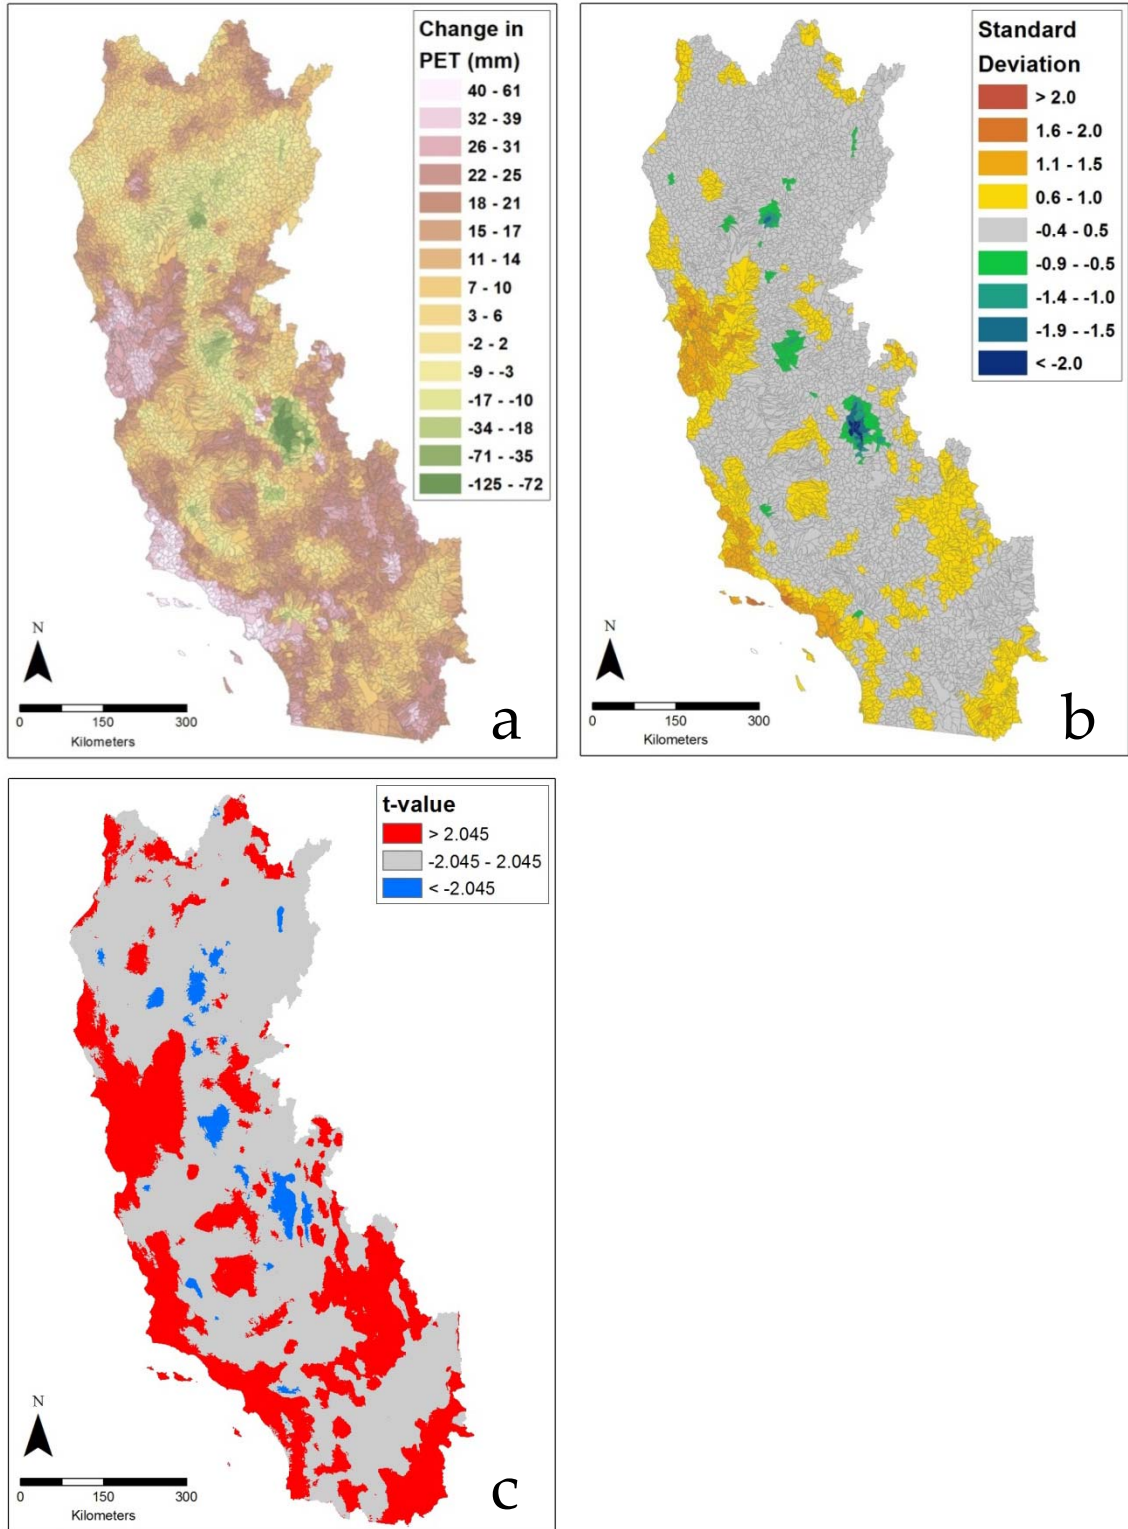 Change in
PET (mm)
40 - 61
32 - 39
26 - 31
22 - 25
18 - 21
15 - 17
11 - 14
7 - 10
3 - 6
-2 - 2
-9 - -3
-17 - -10
-34 - -18
-71 - -35
-125 - -72
N
0 150 300
Kilometers
a
Standard
Deviation
> 2.0
1.6 - 2.0
1.1 - 1.5
0.6 - 1.0
-0.4 - 0.5
-0.9 - -0.5
-1.4 - -1.0
-1.9 - -1.5
< -2.0
N
0 150 300
Kilometers
b
t-value
> 2.045
-2.045 - 2.045
< -2.045
N
0 150 300
Kilometers
c